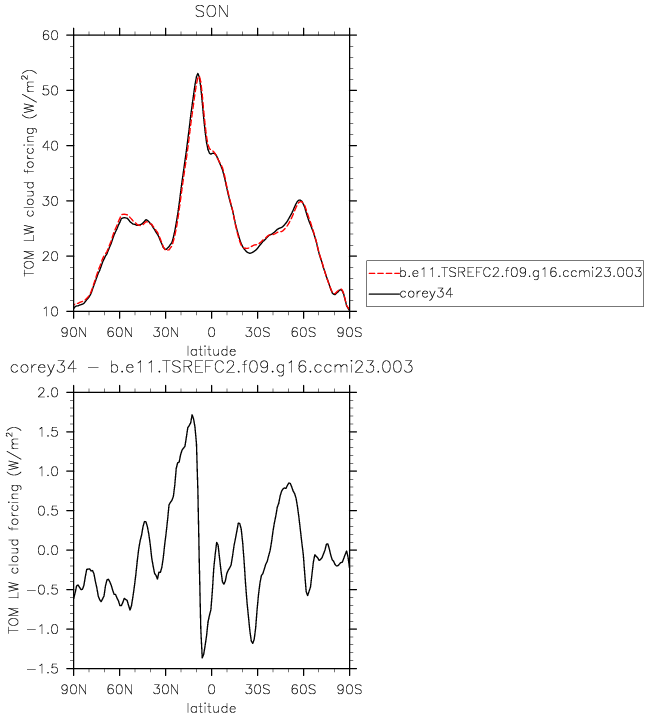 SON
TOM LW cloud forcing (W/m²)
60
50
40
30
20
10
90N 60N 30N 0 30S 60S 90S
latitude
b.e11.TSREFC2.f09.g16.ccmi23.003
corey34
corey34 − b.e11.TSREFC2.f09.g16.ccmi23.003
TOM LW cloud forcing (W/m²)
2.0
1.5
1.0
0.5
0.0
−0.5
−1.0
−1.5
90N 60N 30N 0 30S 60S 90S
latitude